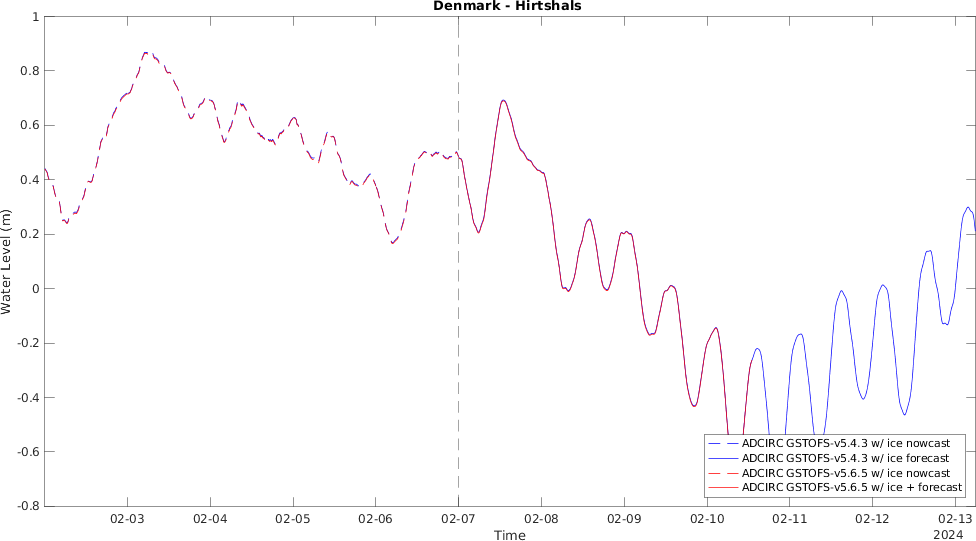 Denmark - Hirtshals
1
0.8
0.6
0.4
0.2
0
-0.2
-0.4
-0.6
-0.8
Water Level (m)
ADCIRC GSTOFS-v5.4.3 w/ ice nowcast
ADCIRC GSTOFS-v5.4.3 w/ ice forecast
ADCIRC GSTOFS-v5.6.5 w/ ice nowcast
ADCIRC GSTOFS-v5.6.5 w/ ice + forecast
02-03 02-04 02-05 02-06 02-07 02-08 02-09 02-10 02-11 02-12 02-13
Time
2024